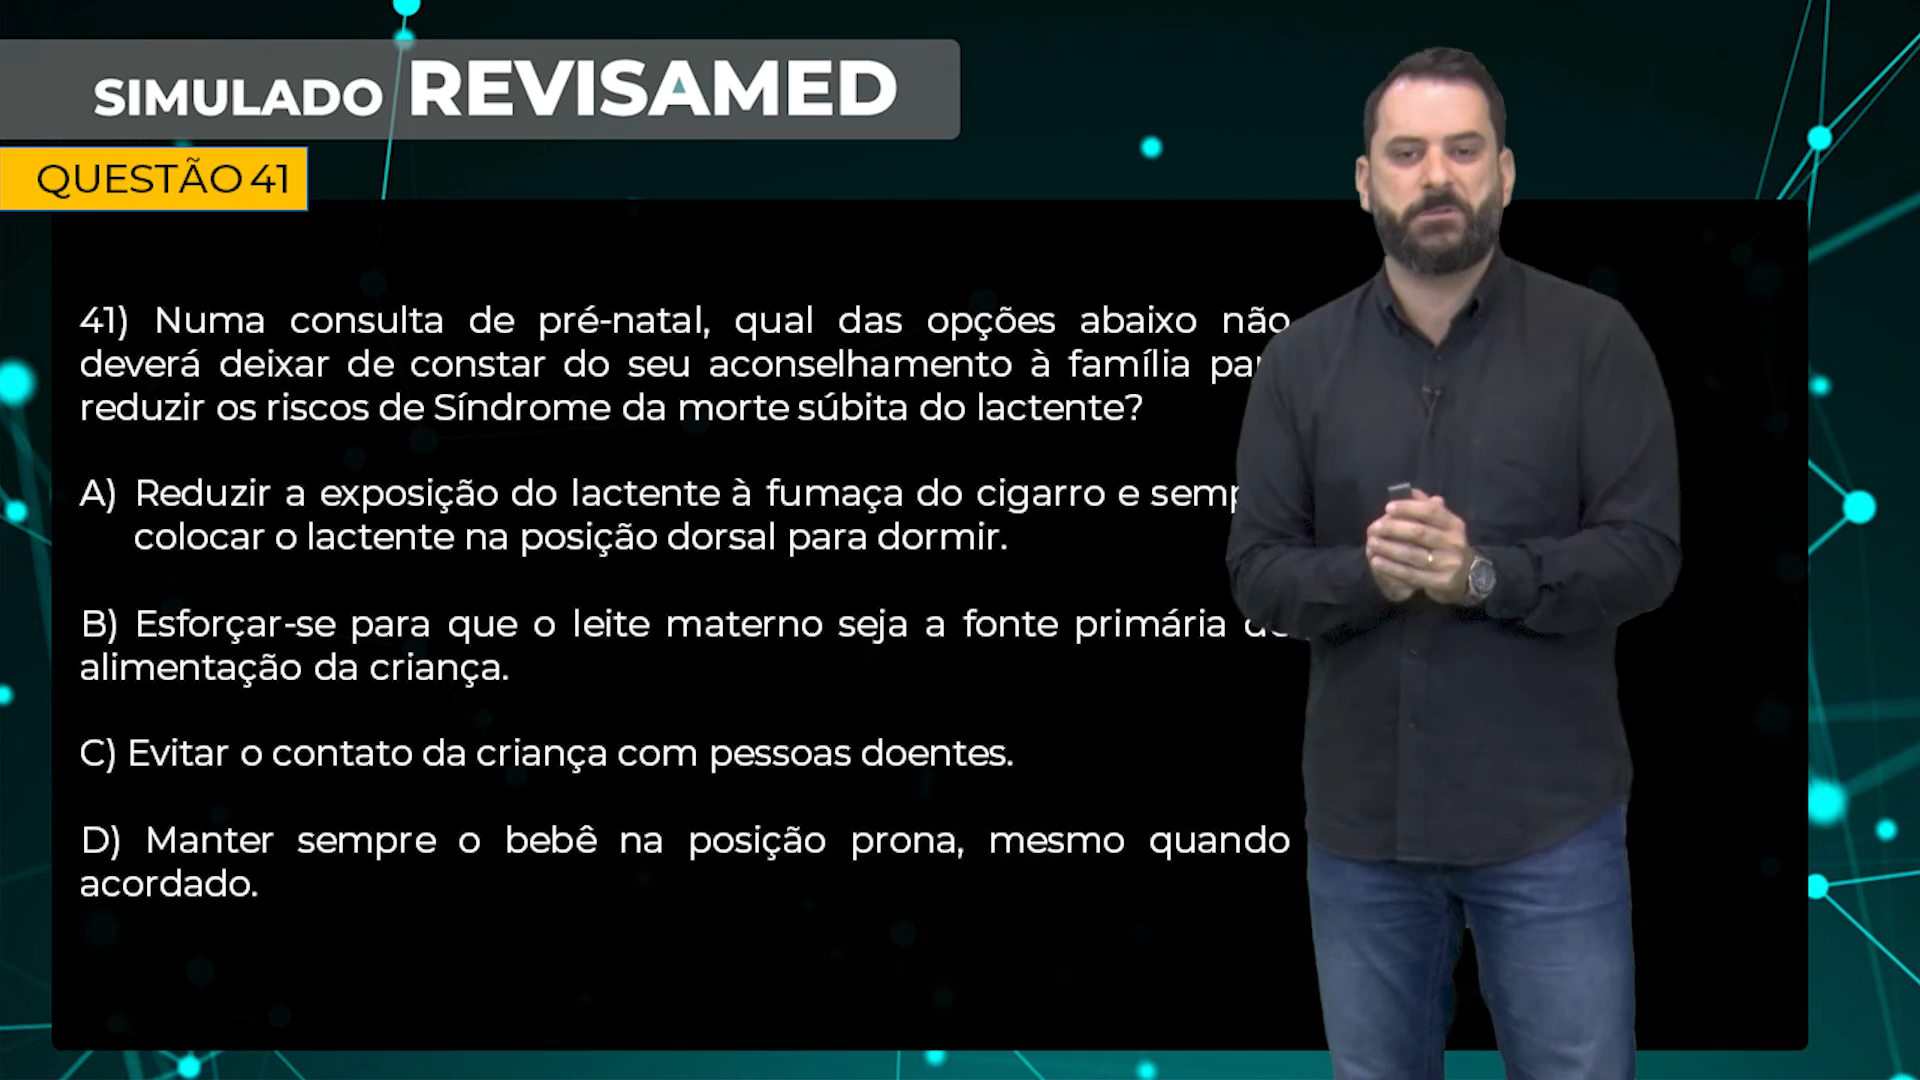 SIMULADO REVISAMED
QUESTÃO 41
41) Numa consulta de pré-natal, qual das opções abaixo não
deverá deixar de constar do seu aconselhamento à família
reduzir os riscos de Síndrome da morte súbita do lactente?
A) Reduzir a exposição do lactente à fumaça do cigarro e
colocar o lactente na posição dorsal para dormir.
B) Esforçar-se para que o leite materno seja a fonte primária
alimentação da criança.
C) Evitar o contato da criança com pessoas doentes.
D) Manter sempre o bebê na posição prona, mesmo quando
acordado.